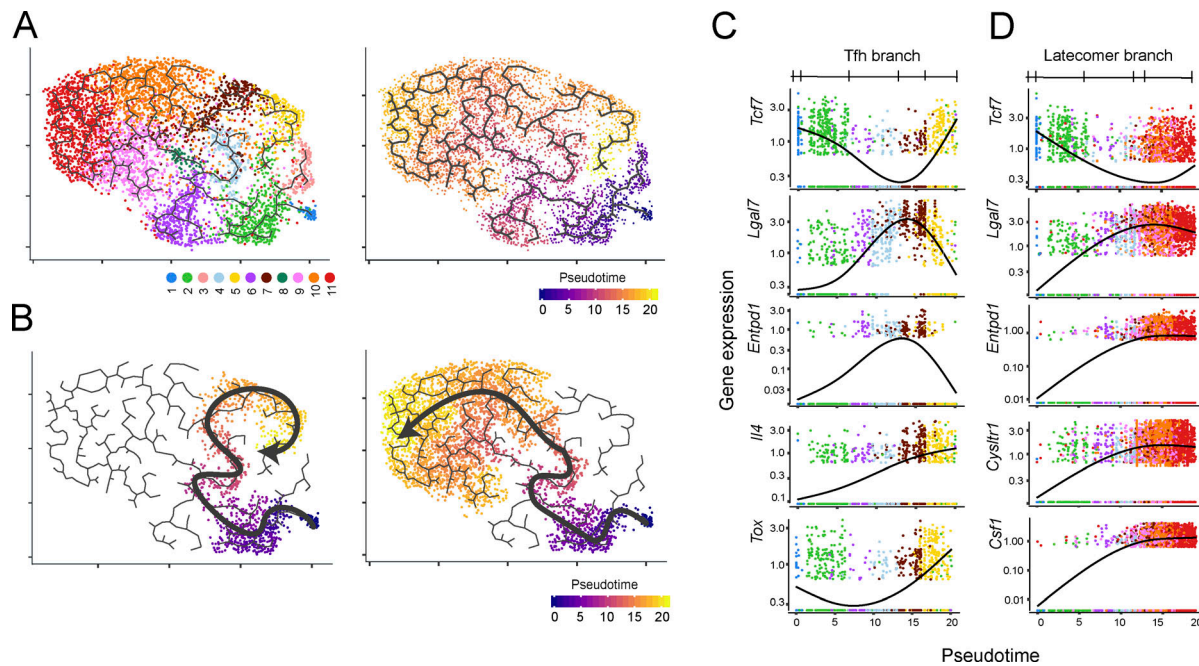 A
1
2
3
4
5
6
7
8
9
10
11
Pseudotime
0 5 10 15 20
B
Pseudotime
0 5 10 15 20
C
Tfh branch
Gene expression
Tcf7
3.0
1.0
0.3
Lgal7
3.0
1.0
0.3
Entpd1
1.0
0.3
0.1
0.03
Il4
3.0
1.0
0.3
0.1
Tox
3.0
1.0
0.3
0 5 10 15 20
D
Latecomer branch
Tcf7
3.0
1.0
0.3
Lgal7
3.0
1.0
0.3
Entpd1
1.00
0.10
0.01
Cysltr1
3.0
1.0
0.3
0.1
Csf1
1.00
0.10
0.01
0 5 10 15 20
Pseudotime